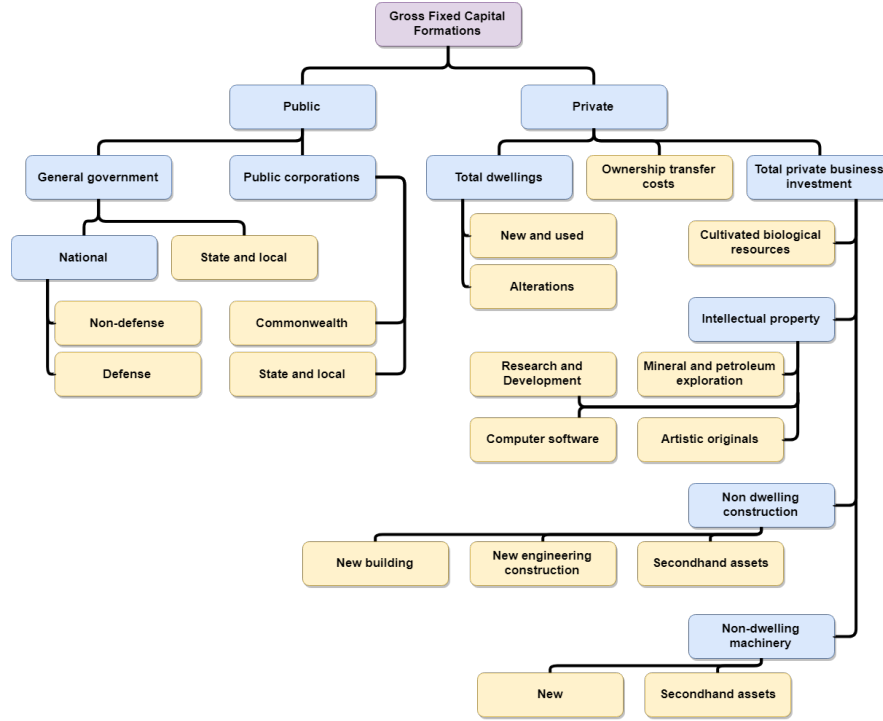 Gross Fixed Capital
Formations
Public
Private
General government
Public corporations
Total dwellings
Ownership transfer
costs
Total private business
investment
National
State and local
New and used
Cultivated biological
resources
Alterations
Non-defense
Commonwealth
Intellectual property
Defense
State and local
Research and
Development
Mineral and petroleum
exploration
Computer software
Artistic originals
Non dwelling
construction
New building
New engineering
construction
Secondhand assets
Non-dwelling
machinery
New
Secondhand assets